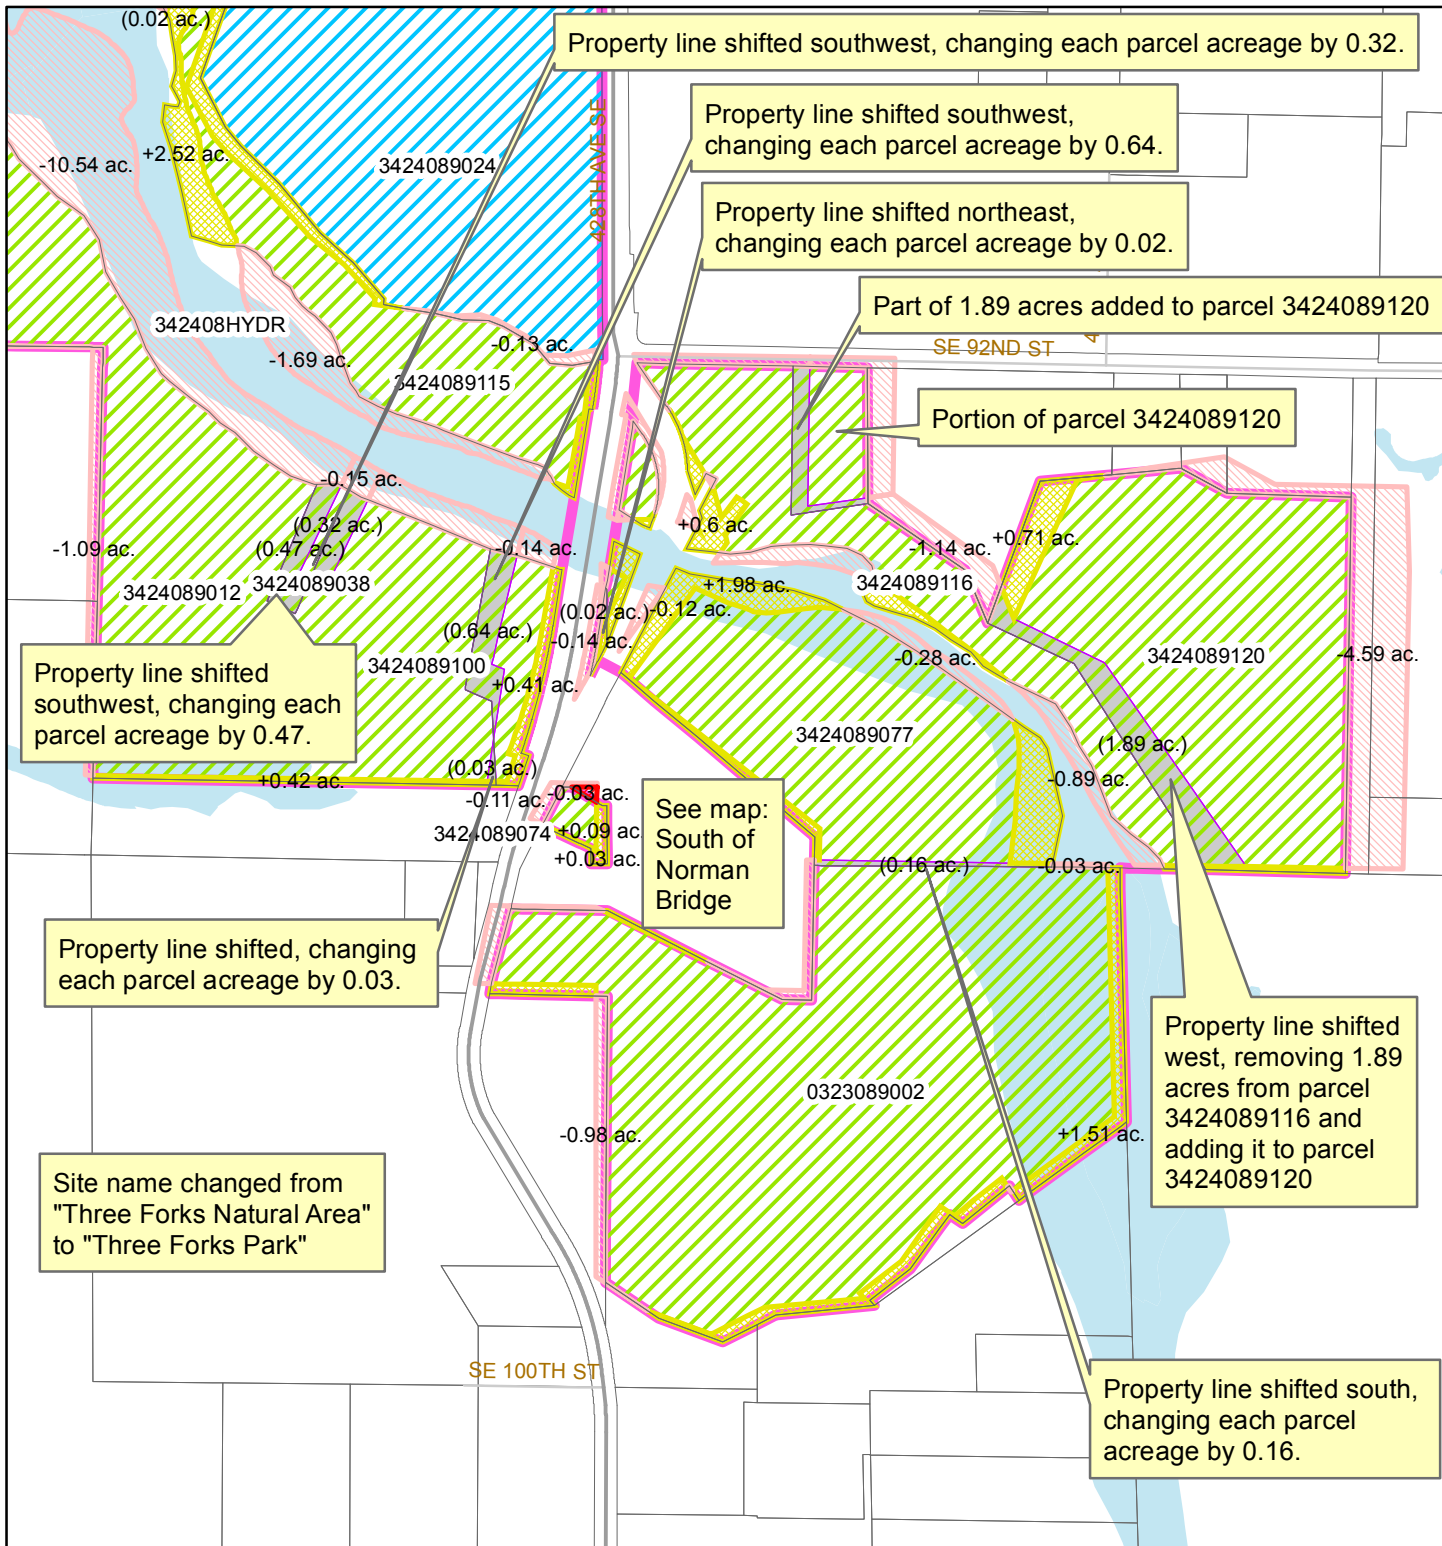 (0.02 ac.)
Property line shifted southwest, changing each parcel acreage by 0.32.
Property line shifted southwest,
changing each parcel acreage by 0.64.
Property line shifted northeast,
changing each parcel acreage by 0.02.
428TH AVE SE
-10.54 ac.
+2.52 ac.
3424089024
342408HYDR
-1.69 ac.
-0.13 ac.
3424089115
Part of 1.89 acres added to parcel 3424089120
4
SE 92ND ST
Portion of parcel 3424089120
-0.15 ac.
(0.32 ac.)
(0.47 ac.)
-1.09 ac.
3424089012
3424089038
-0.14 ac.
+0.6 ac.
-1.14 ac.
+0.71 ac.
3424089116
+1.98 ac.
(0.02 ac.)
-0.12 ac.
-0.14 ac.
(0.64 ac.)
3424089100
+0.41 ac.
-0.28 ac.
3424089120
-4.59 ac.
Property line shifted
southwest, changing each
parcel acreage by 0.47.
3424089077
(1.89 ac.)
(0.03 ac.)
+0.42 ac.
-0.11 ac.
-0.03 ac.
-0.89 ac.
3424089074
+0.09 ac.
+0.03 ac.
See map:
South of
Norman
Bridge
(0.16 ac.)
-0.03 ac.
Property line shifted, changing
each parcel acreage by 0.03.
Property line shifted
west, removing 1.89
acres from parcel
3424089116 and
adding it to parcel
3424089120
0323089002
-0.98 ac.
+1.51 ac.
Site name changed from
"Three Forks Natural Area"
to "Three Forks Park"
SE 100TH ST
Property line shifted south,
changing each parcel
acreage by 0.16.